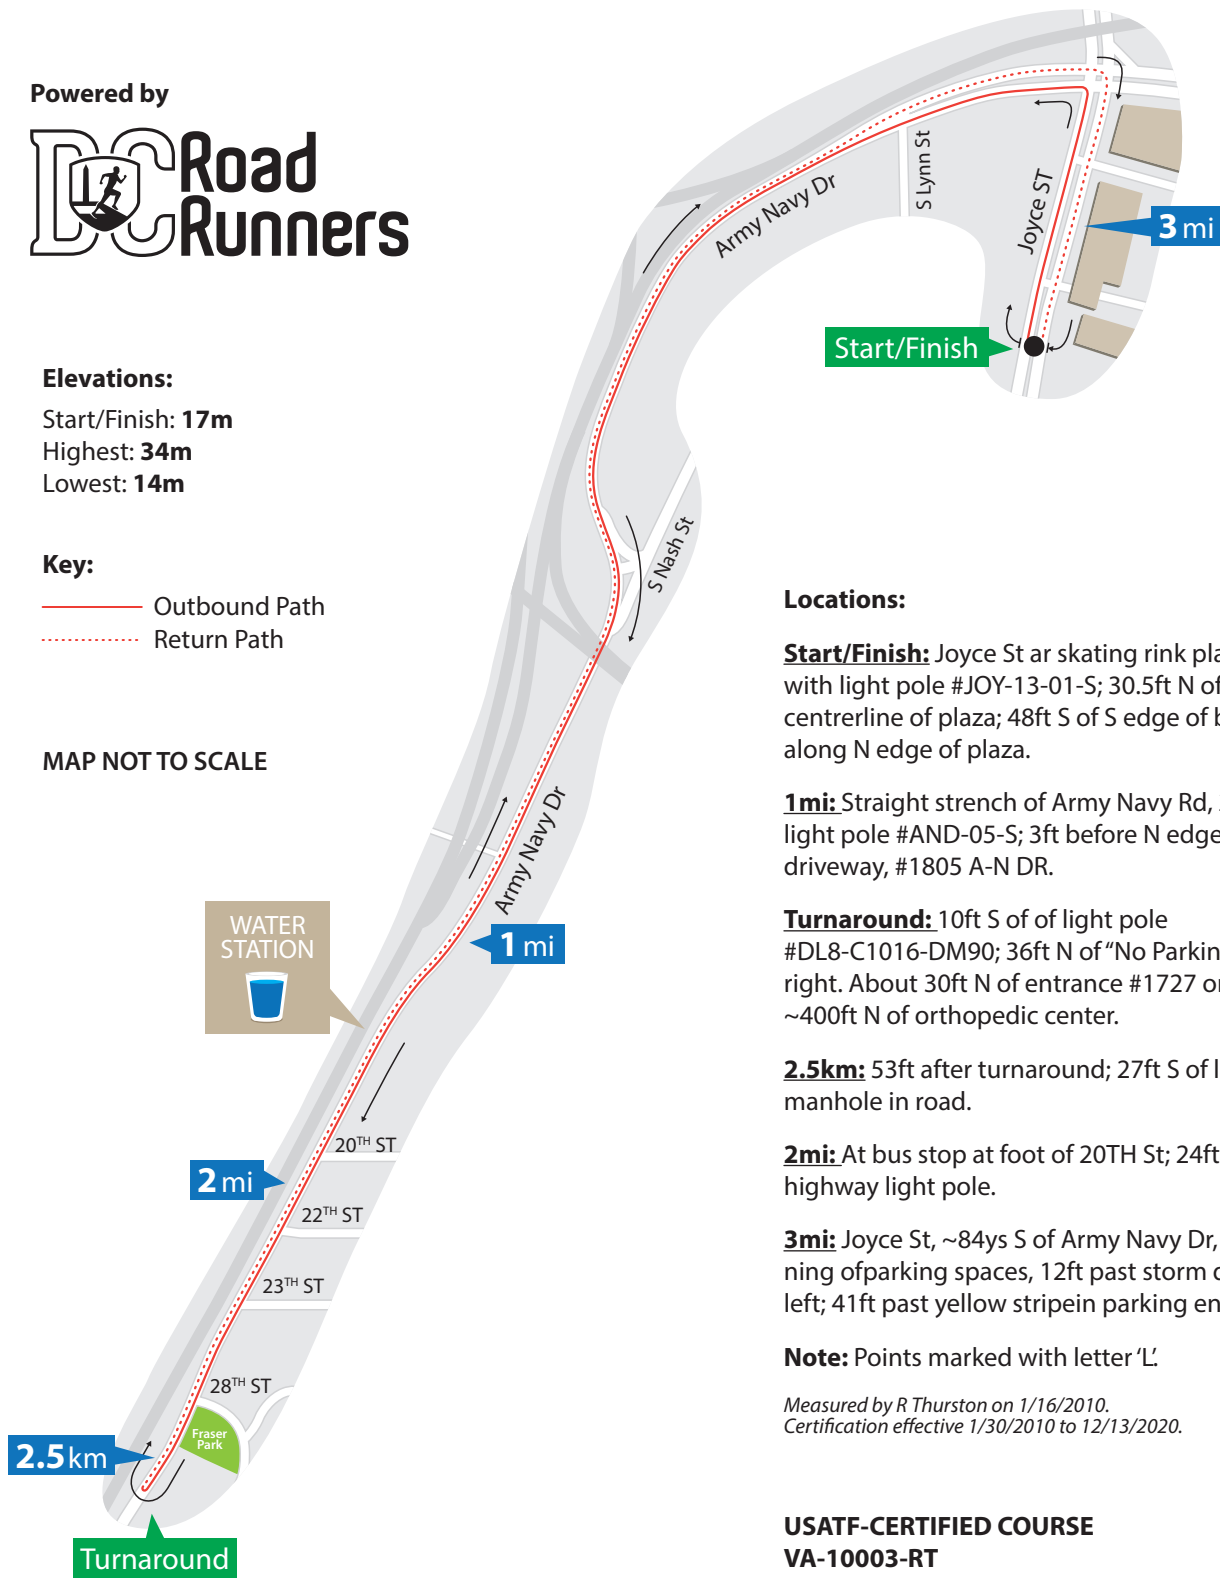 Powered by
DC Road
Runners
Elevations:
Start/Finish: 17m
Highest: 34m
Lowest: 14m
Key:
Outbound Path
Return Path
MAP NOT TO SCALE
S Lynn St
Army Navy Dr
Joyce ST
3 mi
Start/Finish
S Nash St
Army Navy Dr
WATER
STATION
1 mi
20TH ST
2 mi
22TH ST
23TH ST
28TH ST
Fraser
Park
2.5 km
Turnaround
Locations:
Start/Finish: Joyce St ar skating rink
with light pole #JOY-13-01-S; 30.5ft N of
centrerline of plaza; 48ft S of S edge of
along N edge of plaza.
1mi: Straight strench of Army Navy Rd,
light pole #AND-05-S; 3ft before N edge
driveway, #1805 A-N DR.
Turnaround: 10ft S of of light pole
#DL8-C1016-DM90; 36ft N of “No
right. About 30ft N of entrance #1727
~400ft N of orthopedic center.
2.5km: 53ft after turnaround; 27ft S of
manhole in road.
2mi: At bus stop at foot of 20TH St; 24ft
highway light pole.
3mi: Joyce St, ~84ys S of Army Navy Dr,
ning ofparking spaces, 12ft past storm
left; 41ft past yellow stripein parking
Note: Points marked with letter ‘L’.
Measured by R Thurston on 1/16/2010.
Certification effective 1/30/2010 to 12/13/2020.
USATF-CERTIFIED COURSE
VA-10003-RT